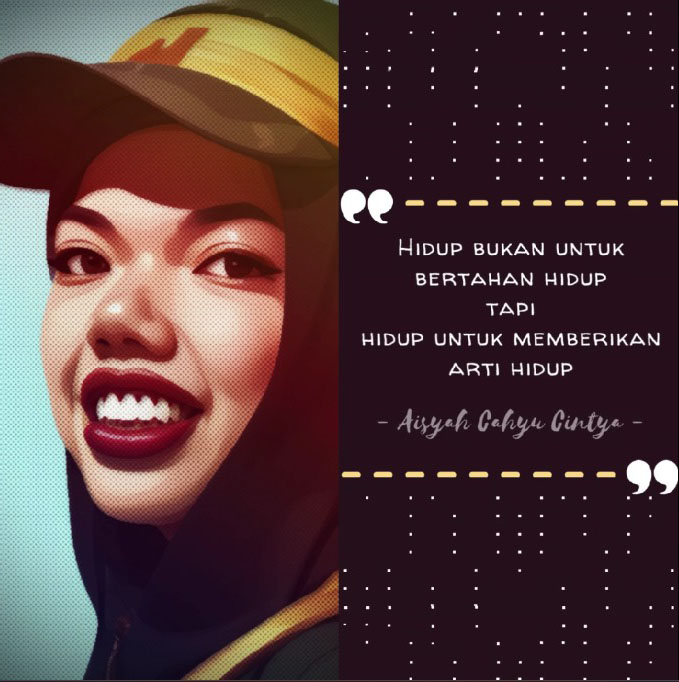 Hidup bukan untuk
bertahan hidup
tapi
hidup untuk memberikan
arti hidup
- Aisyah Cahyu Cintya -